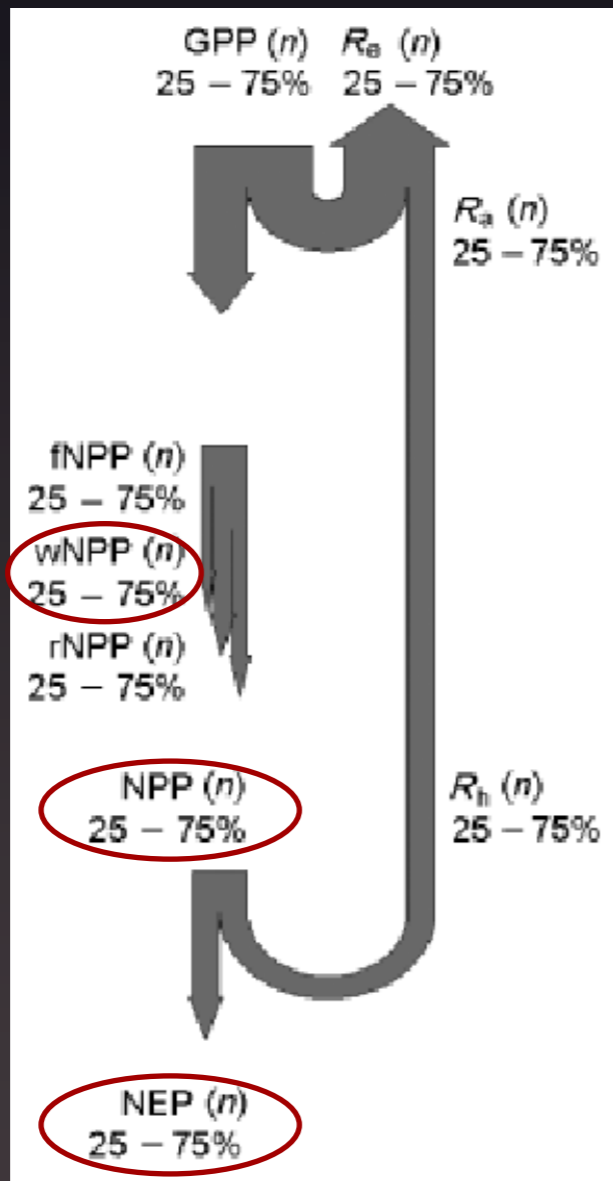 GPP (n) Re (n)
25 – 75% 25 – 75%
Ra (n)
25 – 75%
fNPP (n)
25 – 75%
wNPP (n)
25 – 75%
rNPP (n)
25 – 75%
NPP (n) Rh (n)
25 – 75% 25 – 75%
NEP (n)
25 – 75%